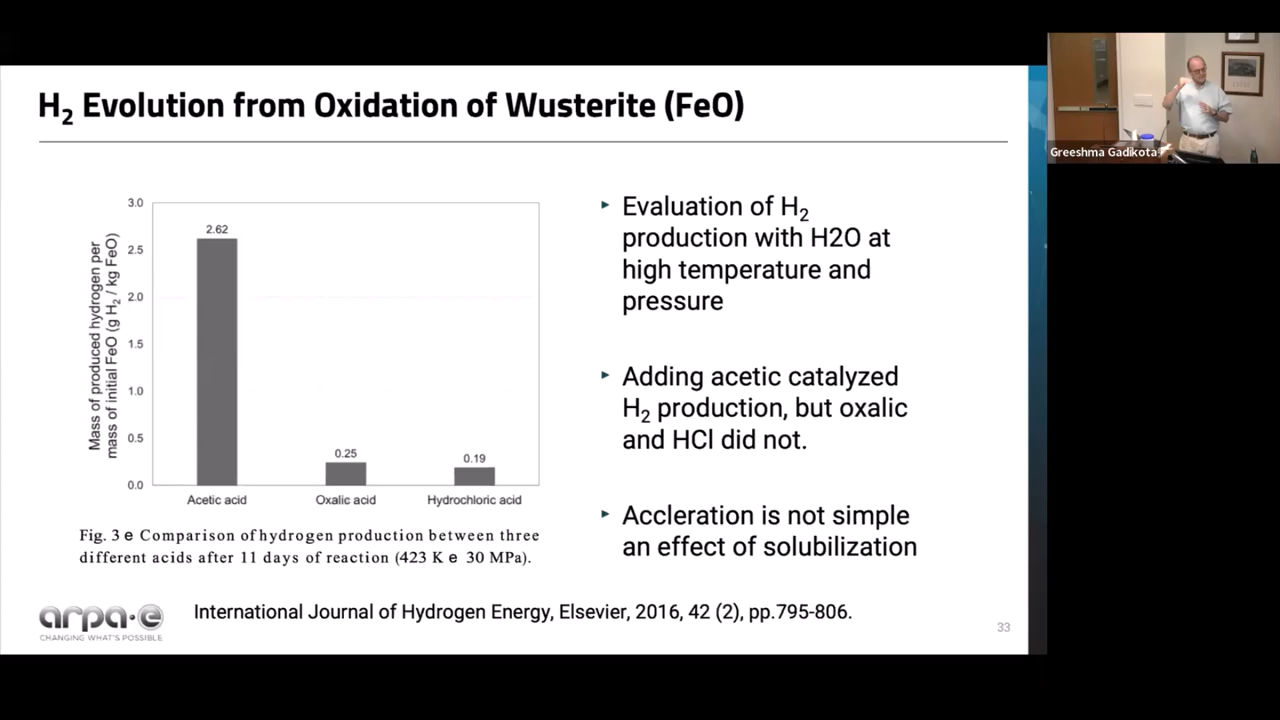 H2 Evolution from Oxidation of Wusterite (FeO)
Mass of produced hydrogen per
mass of initial FeO (g H2 / kg FeO)
3.0
2.5
2.0
1.5
1.0
0.5
0.0
2.62
0.25
0.19
Acetic acid
Oxalic acid
Hydrochloric acid
Fig. 3 e Comparison of hydrogen production between three
different acids after 11 days of reaction (423 K e 30 MPa).
Evaluation of H2
production with H2O at
high temperature and
pressure
Adding acetic catalyzed
H2 production, but oxalic
and HCl did not.
Accleration is not simple
an effect of solubilization
arpa·e
CHANGING WHAT'S POSSIBLE
International Journal of Hydrogen Energy, Elsevier, 2016, 42 (2), pp.795-806.
33
Greeshma Gadikota